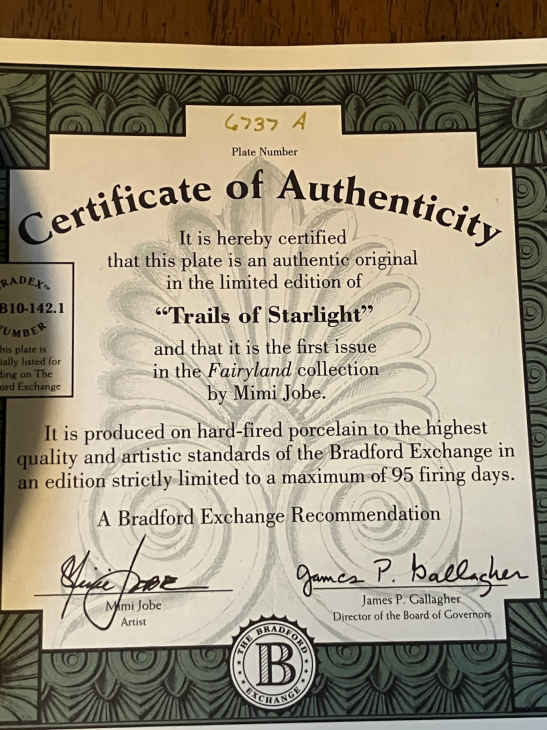 6737 A
Plate Number
Certificate of Authenticity
It is hereby certified
that this plate is an authentic original
in the limited edition of
“Trails of Starlight”
and that it is the first issue
in the Fairyland collection
by Mimi Jobe.
B10-142.1
It is produced on hard-fired porcelain to the highest
quality and artistic standards of the Bradford Exchange in
an edition strictly limited to a maximum of 95 firing days.
A Bradford Exchange Recommendation
Mimi Jobe
Mimi Jobe
Artist
James P. Gallagher
James P. Gallagher
Director of the Board of Governors
THE BRADFORD
B
EXCHANGE